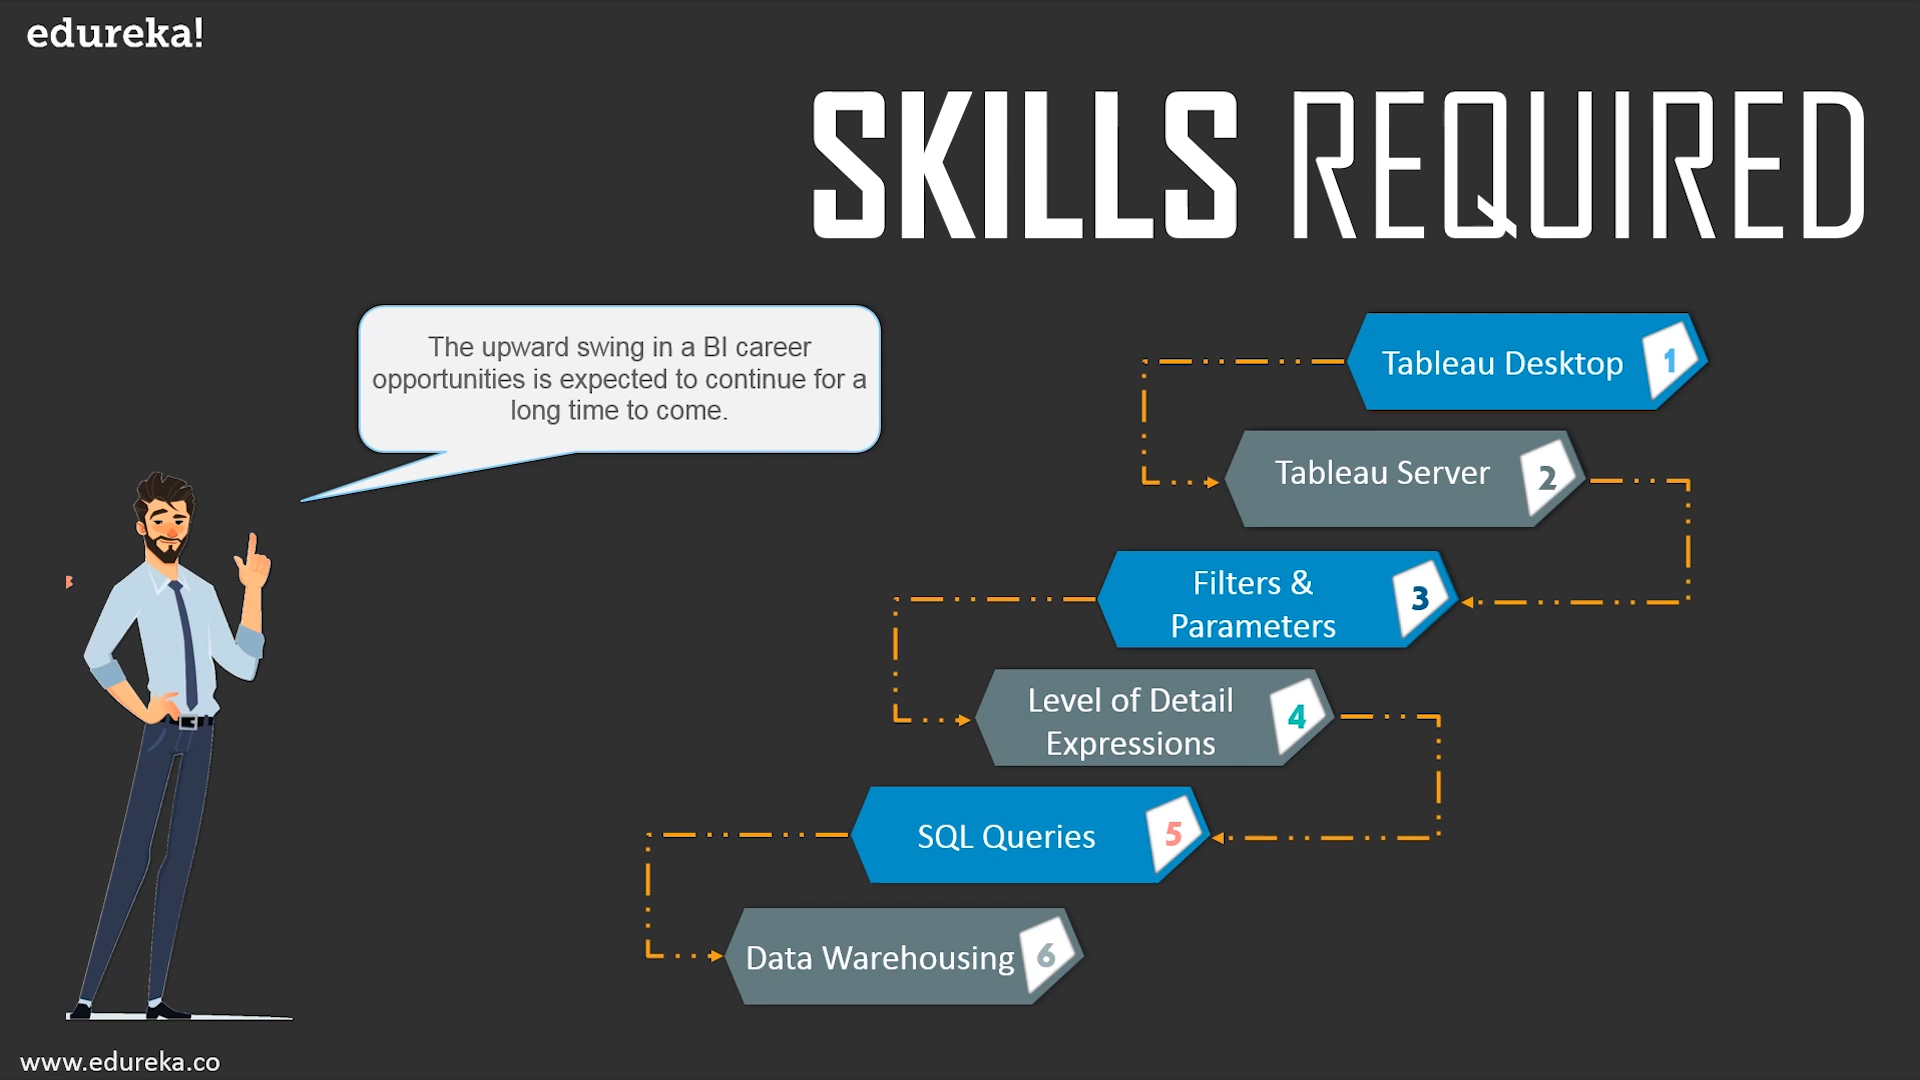 edureka!
SKILLS REQUIRED
The upward swing in a BI career
opportunities is expected to continue for a
long time to come.
Tableau Desktop 1
Tableau Server 2
Filters &
Parameters 3
Level of Detail
Expressions 4
SQL Queries 5
Data Warehousing 6
www.edureka.co